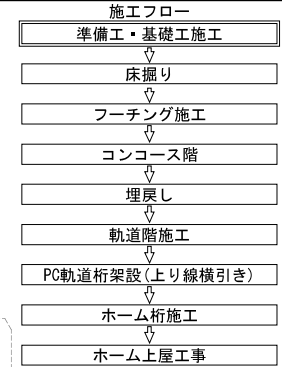 施工フロー
準備工・基礎工施工
床掘り
フーチング施工
コンコース階
埋戻し
軌道階施工
PC軌道桁架設(上り線横引き)
ホーム桁施工
ホーム上屋工事